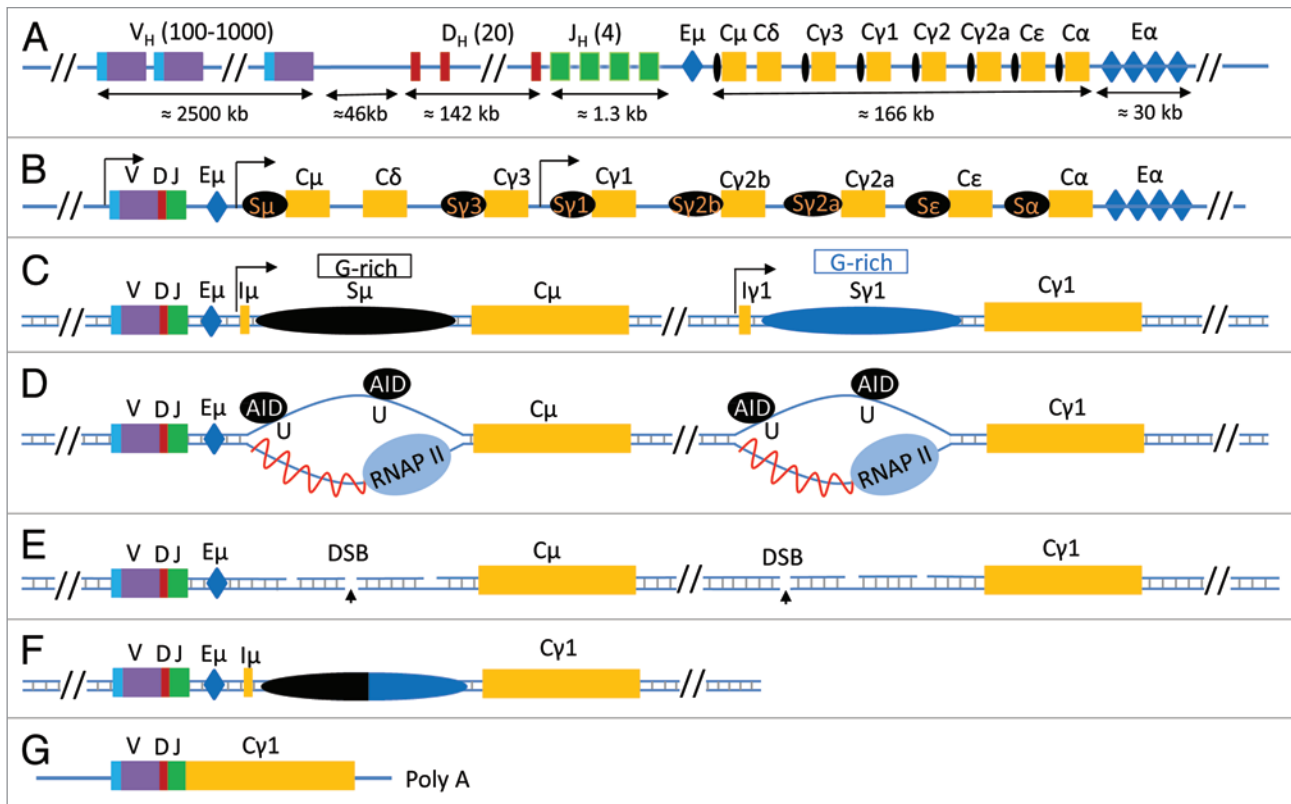 A
V_H (100-1000) D_H (20) J_H (4) Eμ Cμ Cδ Cγ3 Cγ1 Cγ2 Cγ2a Cε Cα Eα
≈ 2500 kb ≈46kb ≈ 142 kb ≈ 1.3 kb ≈ 166 kb ≈ 30 kb
B
V D J Eμ Cμ Cδ Cγ3 Cγ1 Cγ2b Cγ2a Cε Cα Eα
Sμ Sγ3 Sγ1 Sγ2b Sγ2a Sε Sα
C
G-rich G-rich
V D J Eμ Iμ Sμ Cμ Iγ1 Sγ1 Cγ1
D
AID AID
V D J Eμ AID U Cμ AID U Cγ1
U U
RNAP II RNAP II
E
V D J Eμ DSB Cμ DSB Cγ1
F
V D J Eμ Iμ Cγ1
G
V D J Cγ1
Poly A